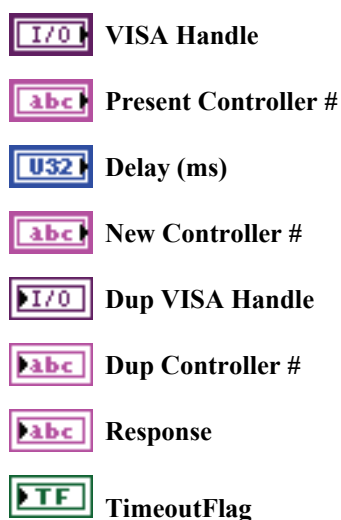 I/O VISA Handle
abc Present Controller #
U32 Delay (ms)
abc New Controller #
I/O Dup VISA Handle
abc Dup Controller #
abc Response
TF TimeoutFlag